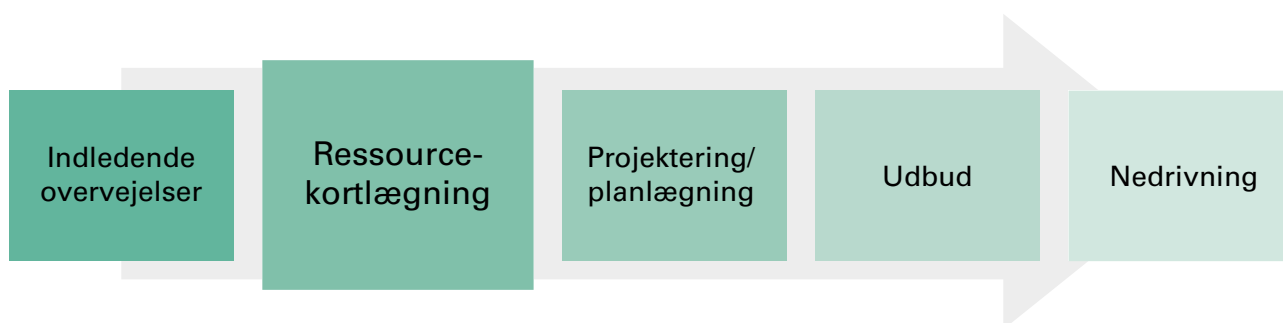 Indledende
overvejelser
Ressource-
kortlægning
Projektering/
planlægning
Udbud
Nedrivning